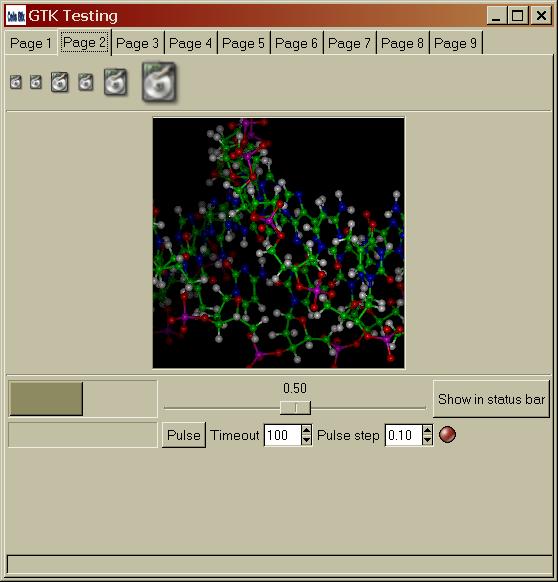 GTK Testing
Page 1 Page 2 Page 3 Page 4 Page 5 Page 6 Page 7 Page 8 Page 9
0.50
Show in status bar
Pulse Timeout 100 Pulse step 0.10